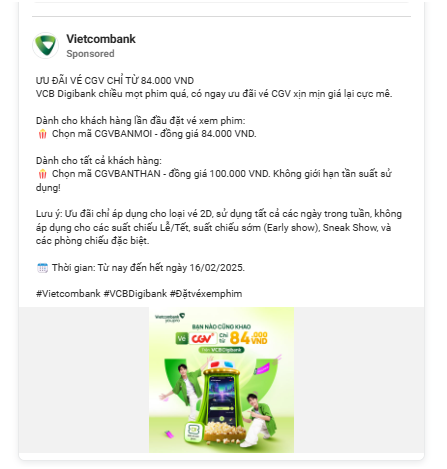 Vietcombank
Sponsored
ƯU ĐÃI VÉ CGV CHỈ TỪ 84.000 VND
VCB Digibank chiều mọt phim quá, có ngay ưu đãi vé CGV xịn mịn giá lại cực mê.
Dành cho khách hàng lần đầu đặt vé xem phim:
🍿 Chọn mã CGVBANMOI - đồng giá 84.000 VND.
Dành cho tất cả khách hàng:
🍿 Chọn mã CGVBANTHAN - đồng giá 100.000 VND. Không giới hạn tần suất sử
dụng!
Lưu ý: Ưu đãi chỉ áp dụng cho loại vé 2D, sử dụng tất cả các ngày trong tuần, không
áp dụng cho các suất chiếu Lễ/Tết, suất chiếu sớm (Early show), Sneak Show, và
các phòng chiếu đặc biệt.
📅 Thời gian: Từ nay đến hết ngày 16/02/2025.
#Vietcombank #VCBDigibank #Đặtvéxemphim
Vietcombank
BẠN NÀO CŨNG KHAO
Vé CGV Chỉ từ 84.000 VND
VCB Digibank